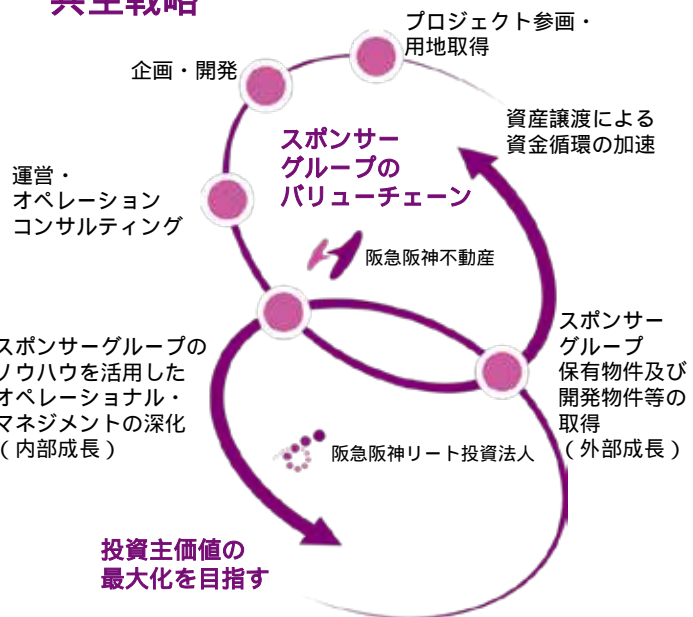 共生戦略
プロジェクト参画・
用地取得
企画・開発
資産譲渡による
資金循環の加速
スポンサー
グループの
バリューチェーン
運営・
オペレーション
コンサルティング
阪急阪神不動産
スポンサーグループの
ノウハウを活用した
オペレーショナル・
マネジメントの深化
(内部成長)
スポンサー
グループ
保有物件及び
開発物件等の
取得
(外部成長)
阪急阪神リート投資法人
投資主価値の
最大化を目指す